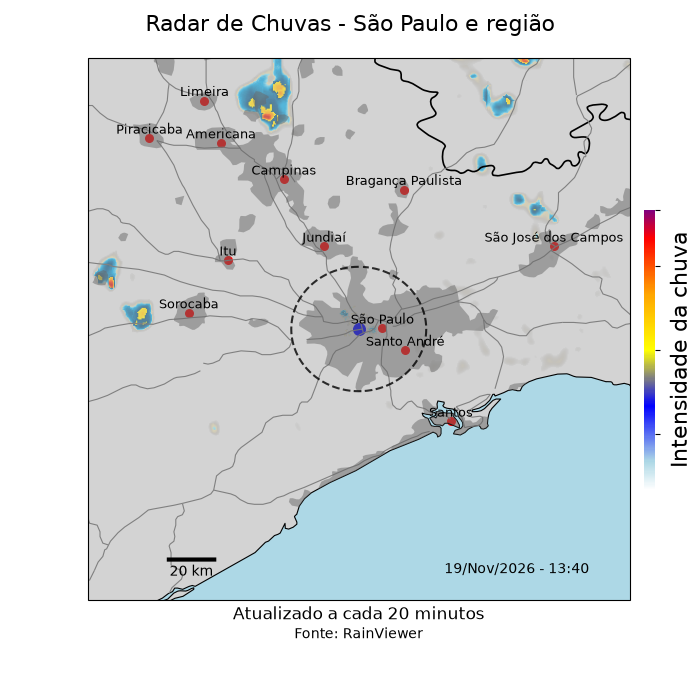 Radar de Chuvas - São Paulo e região
Limeira
Piracicaba
Americana
Campinas
Bragança Paulista
Jundiaí
São José dos Campos
Itu
Sorocaba
São Paulo
Santo André
Santos
Intensidade da chuva
20 km
19/Nov/2026 - 13:40
Atualizado a cada 20 minutos
Fonte: RainViewer